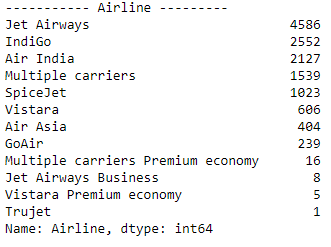 ----------- Airline ---------
Jet Airways 4586
IndiGo 2552
Air India 2127
Multiple carriers 1539
SpiceJet 1023
Vistara 606
Air Asia 404
GoAir 239
Multiple carriers Premium economy 16
Jet Airways Business 8
Vistara Premium economy 5
Trujet 1
Name: Airline, dtype: int64